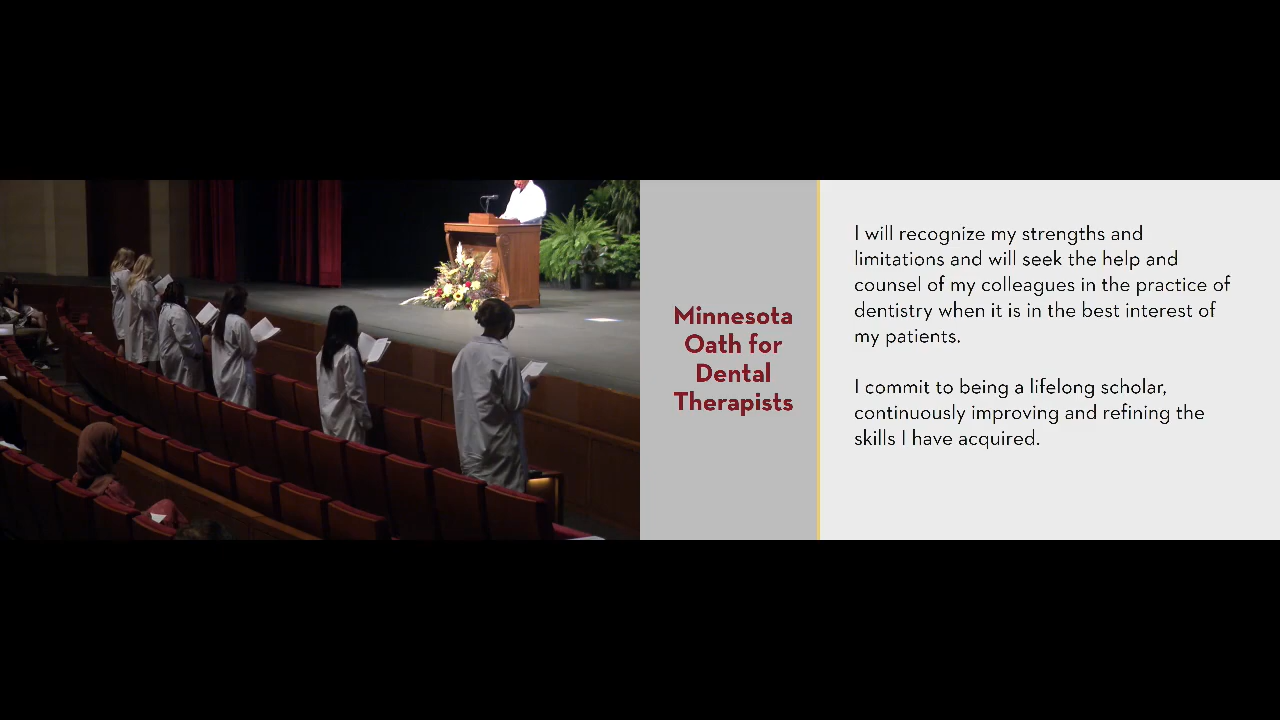 Minnesota
Oath for
Dental
Therapists
I will recognize my strengths and
limitations and will seek the help and
counsel of my colleagues in the practice of
dentistry when it is in the best interest of
my patients.
I commit to being a lifelong scholar,
continuously improving and refining the
skills I have acquired.